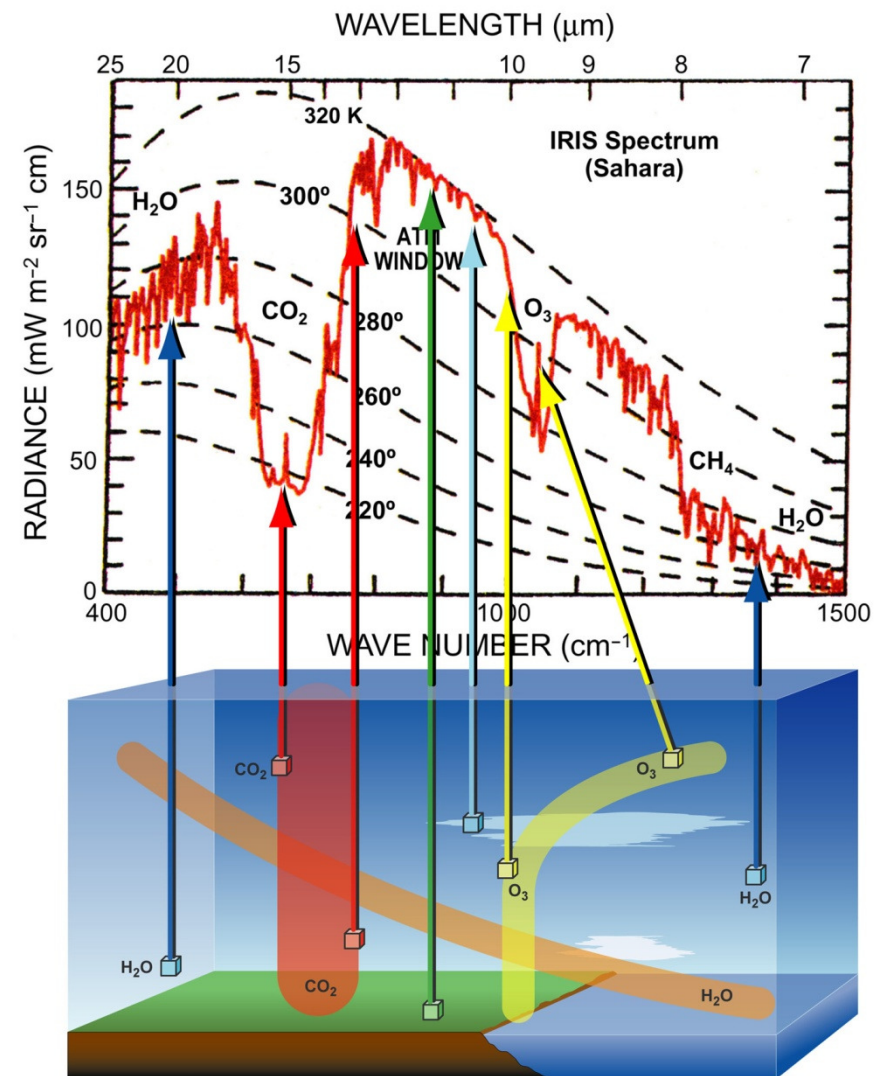 WAVELENGTH (μm)
25 20 15 10 9 8 7
320 K
IRIS Spectrum
(Sahara)
150
H₂O
300º
ATM
WINDOW
CO₂
O₃
100
280º
260º
CH₄
50
240º
H₂O
220º
0
RADIANCE (mW m⁻² sr⁻¹ cm)
400 1000 1500
WAVE NUMBER (cm⁻¹)
CO₂
O₃
O₃
H₂O
H₂O
CO₂
H₂O